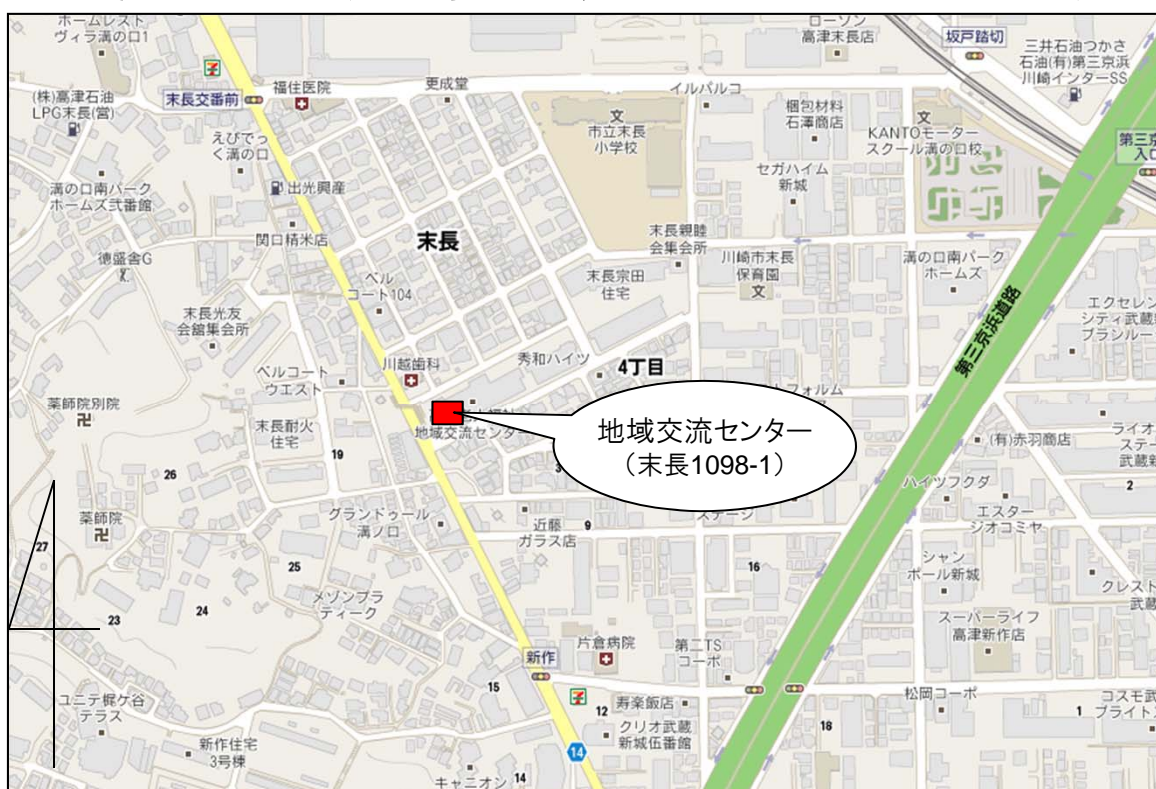 ホームレスト
ヴィラ溝の口1
ローソン
高津末長店
坂戸踏切
三井石油つかさ
石油(有)第三京浜
川崎インターSS
(株)高津石油
LPG末長(営)
末長交番前
福住医院
更成堂
イルパルコ
梱包材料
石澤商店
文
市立末長
小学校
文
KANTOモーター
スクール溝の口校
第三京
入口
えびでっ
く溝の口
溝の口南パーク
ホームズ弐番館
出光興産
セガハイム
新城
関口精米店
末長
末長親睦
会集会所
徳盛舎G
ベル
コート104
末長宗田
住宅
川崎市末長
保育園
文
溝の口南パーク
ホームズ
末長光友
会舘集会所
エクセレン
シティ武蔵
プランルー
第三京浜道路
川越歯科
秀和ハイツ
4丁目
ベルコート
ウエスト
薬師院別院
末長耐火
住宅
19
地域交流センター
地域交流センター
(末長1098-1)
トフォルム
(有)赤羽商店
ライオ
ステー
武蔵新
2
26
ハイツフクダ
薬師院
グランドゥール
溝ノ口
近藤
ガラス店
9
ステージ
エスター
ジオコミヤ
27
25
16
シャン
ポール新城
メゾンプラ
ティーク
クレスト
武蔵
23
24
スーパーライフ
高津新作店
新作
片倉病院
第二TS
コーポ
15
ユニテ梶ケ谷
テラス
12
寿楽飯店
松岡コーポ
コスモ武
ブライト
1
クリオ武蔵
新城伍番館
18
新作住宅
3号棟
14
キャニオン
14